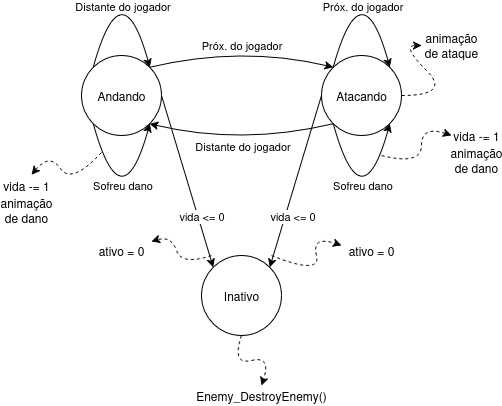 Distante do jogador
Próx. do jogador
animação
de ataque
Próx. do jogador
Andando
Atacando
vida -= 1
animação
de dano
Distante do jogador
vida -= 1
animação
de dano
Sofreu dano
Sofreu dano
vida <= 0
vida <= 0
ativo = 0
ativo = 0
Inativo
Enemy_DestroyEnemy()